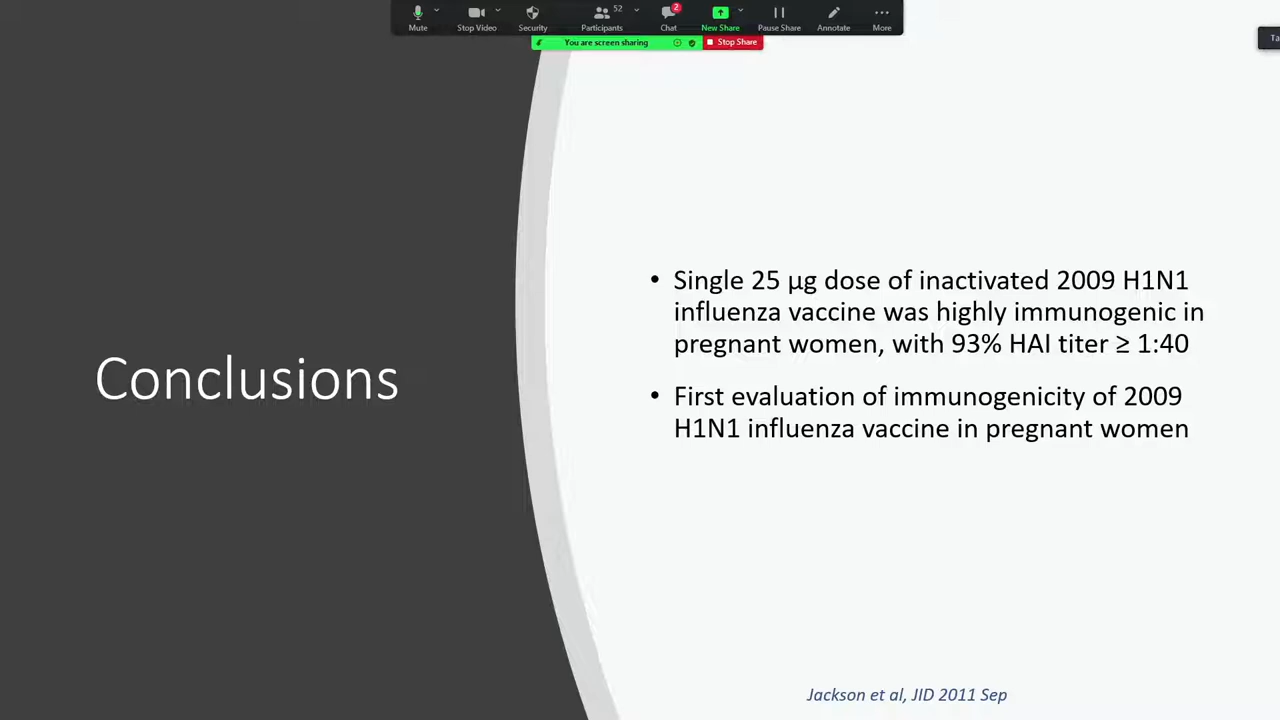 52
2
Mute
Stop Video
Security
Participants
Chat
New Share
Pause Share
Annotate
More
You are screen sharing
Stop Share
Ta
Conclusions
• Single 25 µg dose of inactivated 2009 H1N1
influenza vaccine was highly immunogenic in
pregnant women, with 93% HAI titer ≥ 1:40
• First evaluation of immunogenicity of 2009
H1N1 influenza vaccine in pregnant women
Jackson et al, JID 2011 Sep